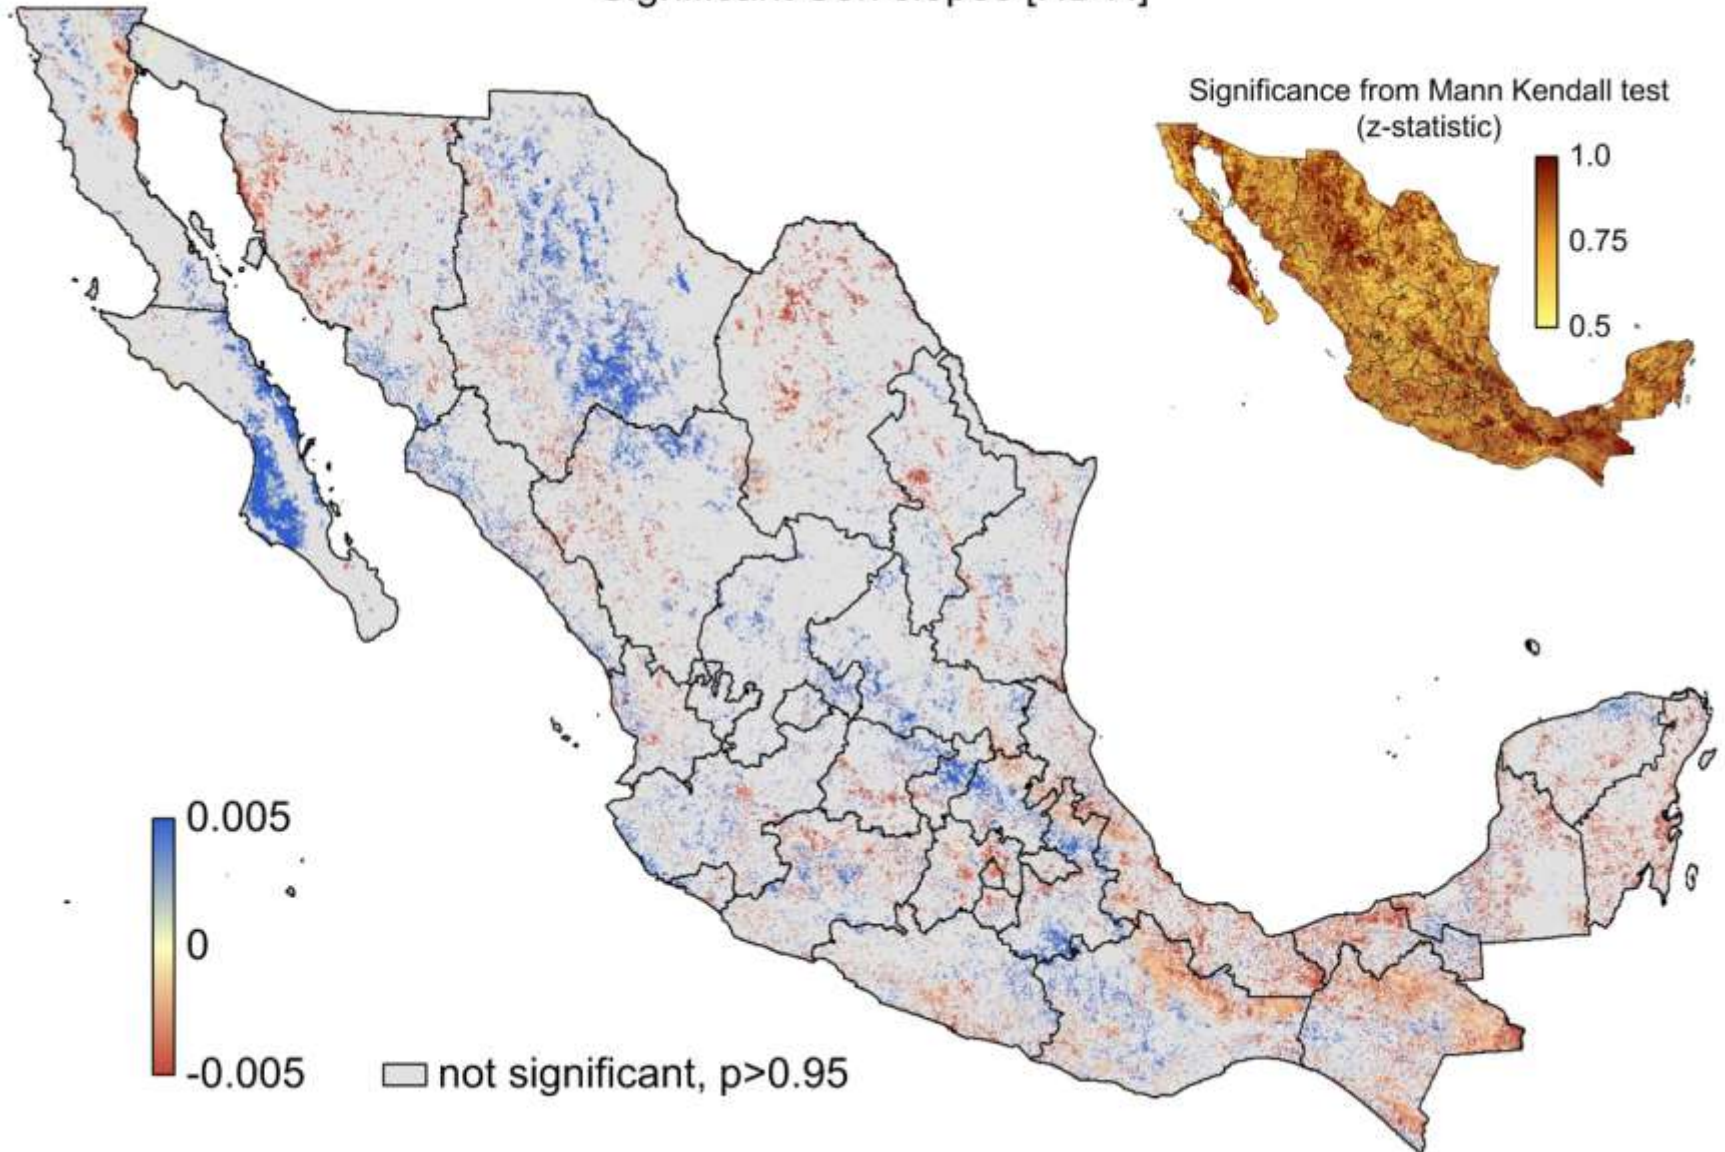 Significance from Mann Kendall test
(z-statistic)
1.0
0.75
0.5
0.005
0
-0.005
not significant, p>0.95